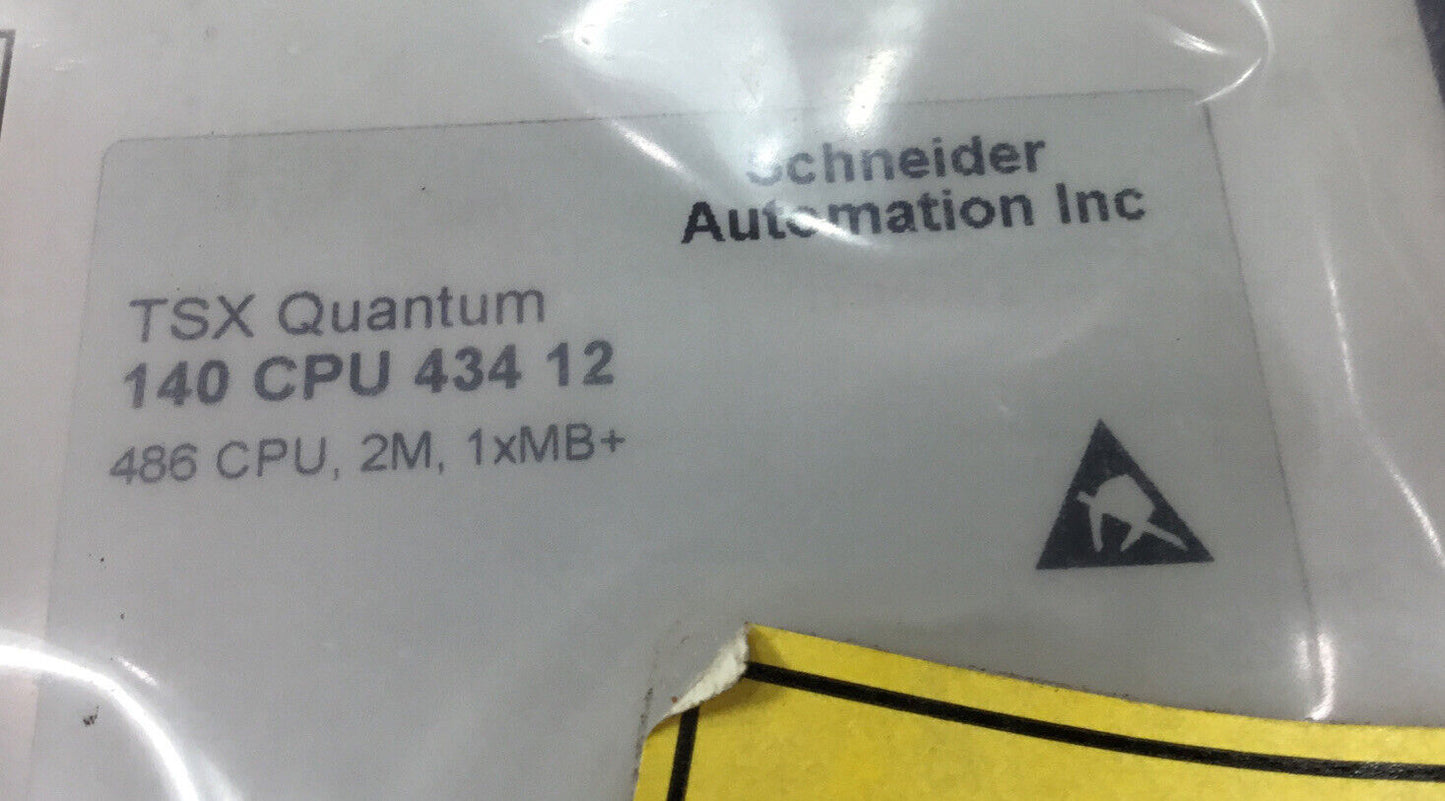 Schneider
Automation Inc
TSX Quantum
140 CPU 434 12
486 CPU, 2M, 1xMB+